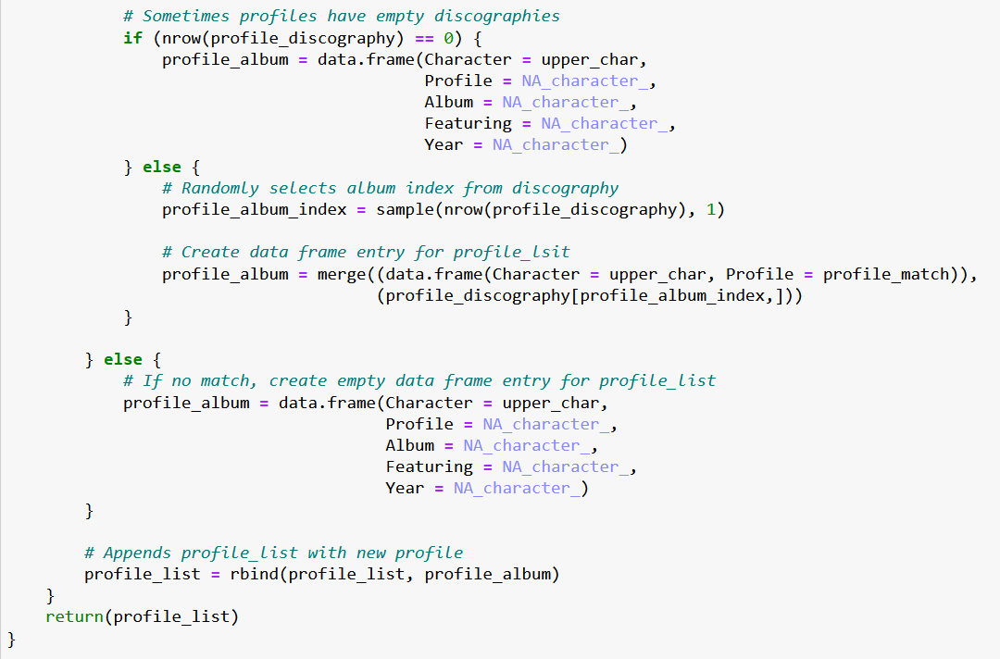 # Sometimes profiles have empty discographies
if (nrow(profile_discography) == 0) {
profile_album = data.frame(Character = upper_char,
Profile = NA_character_,
Album = NA_character_,
Featuring = NA_character_,
Year = NA_character_)
} else {
# Randomly selects album index from discography
profile_album_index = sample(nrow(profile_discography), 1)
# Create data frame entry for profile_lsit
profile_album = merge((data.frame(Character = upper_char, Profile = profile_match)),
(profile_discography[profile_album_index,]))
}
} else {
# If no match, create empty data frame entry for profile_list
profile_album = data.frame(Character = upper_char,
Profile = NA_character_,
Album = NA_character_,
Featuring = NA_character_,
Year = NA_character_)
}
# Appends profile_list with new profile
profile_list = rbind(profile_list, profile_album)
}
return(profile_list)
}